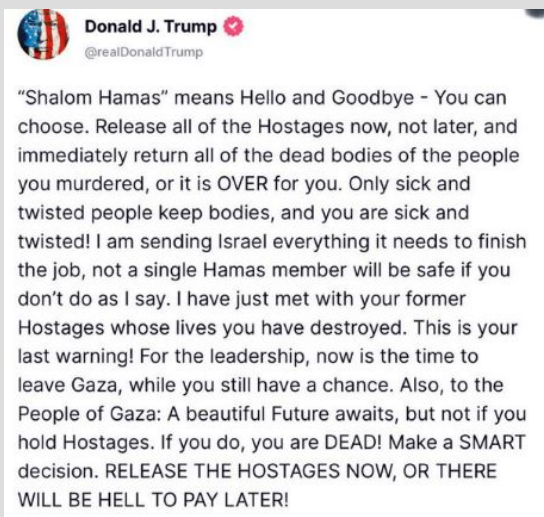 Donald J. Trump
@realDonaldTrump
“Shalom Hamas” means Hello and Goodbye - You can
choose. Release all of the Hostages now, not later, and
immediately return all of the dead bodies of the people
you murdered, or it is OVER for you. Only sick and
twisted people keep bodies, and you are sick and
twisted! I am sending Israel everything it needs to finish
the job, not a single Hamas member will be safe if you
don’t do as I say. I have just met with your former
Hostages whose lives you have destroyed. This is your
last warning! For the leadership, now is the time to
leave Gaza, while you still have a chance. Also, to the
People of Gaza: A beautiful Future awaits, but not if you
hold Hostages. If you do, you are DEAD! Make a SMART
decision. RELEASE THE HOSTAGES NOW, OR THERE
WILL BE HELL TO PAY LATER!